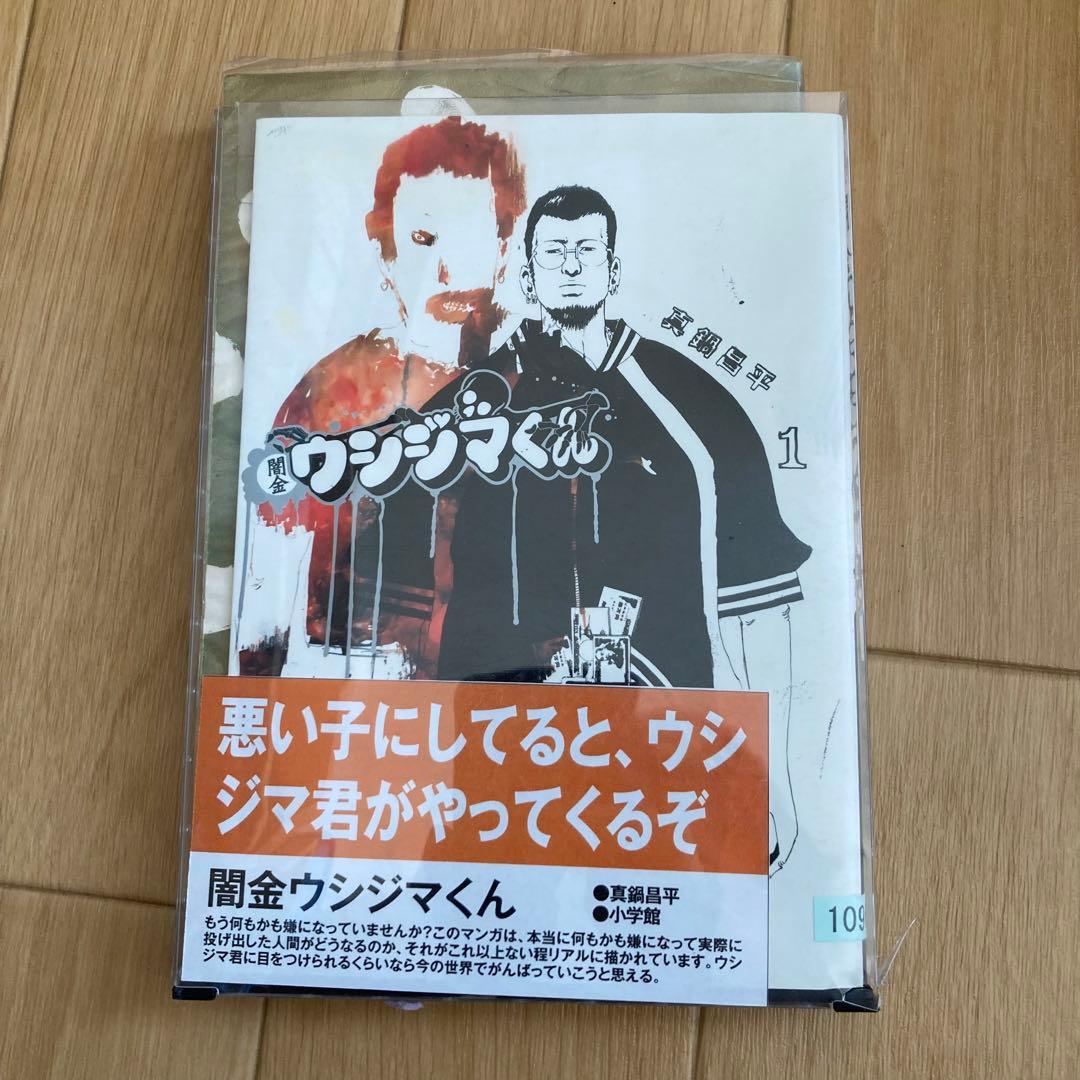 真鍋昌平
闇金
ウシジマくん
1
悪い子にしてると、ウシ
ジマ君がやってくるぞ
闇金ウシジマくん
●真鍋昌平
●小学館
もう何もかも嫌になっていませんか?このマンガは、本当に何もかも嫌になって実際に
投げ出した人間がどうなるのか、それがこれ以上ない程リアルに描かれています。ウシ
ジマ君に目をつけられるくらいなら今の世界でがんばっていこうと思える。
109